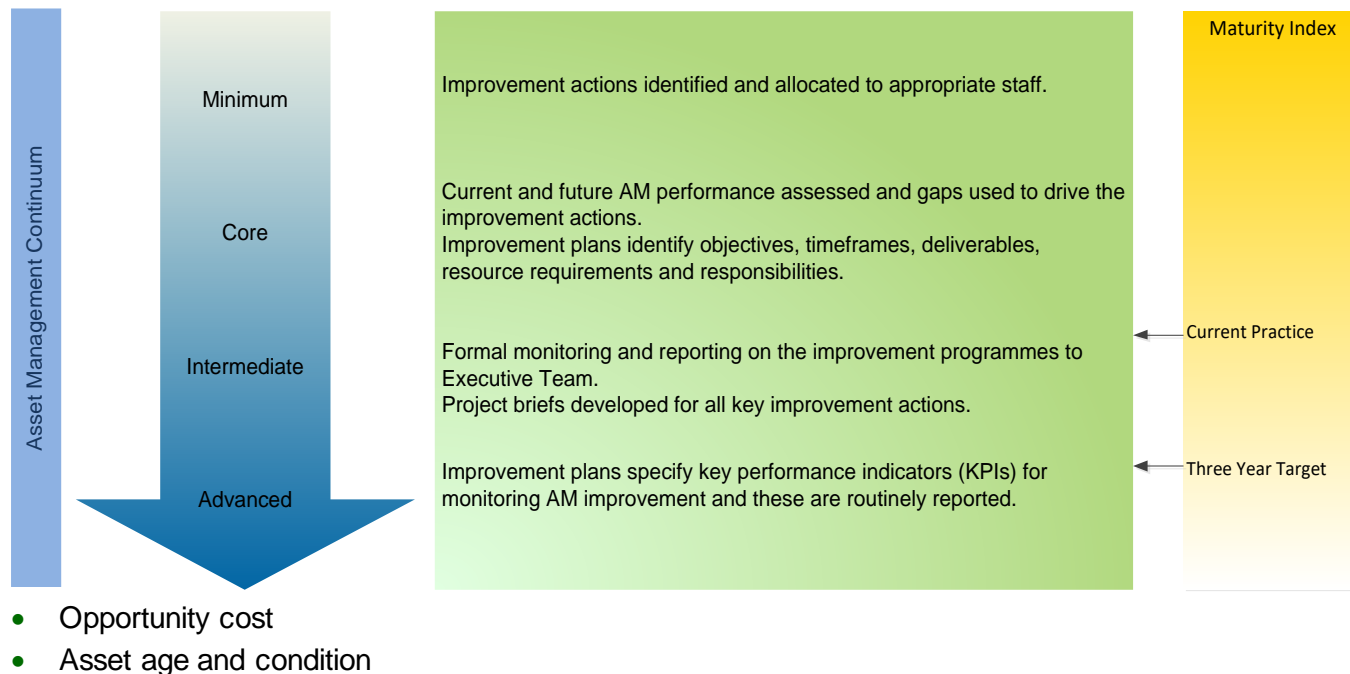 Asset Management Continuum
Minimum
Core
Intermediate
Advanced
Improvement actions identified and allocated to appropriate staff.
Current and future AM performance assessed and gaps used to drive the
improvement actions.
Improvement plans identify objectives, timeframes, deliverables,
resource requirements and responsibilities.
Formal monitoring and reporting on the improvement programmes to
Executive Team.
Project briefs developed for all key improvement actions.
Improvement plans specify key performance indicators (KPIs) for
monitoring AM improvement and these are routinely reported.
Maturity Index
Current Practice
Three Year Target
• Opportunity cost
• Asset age and condition